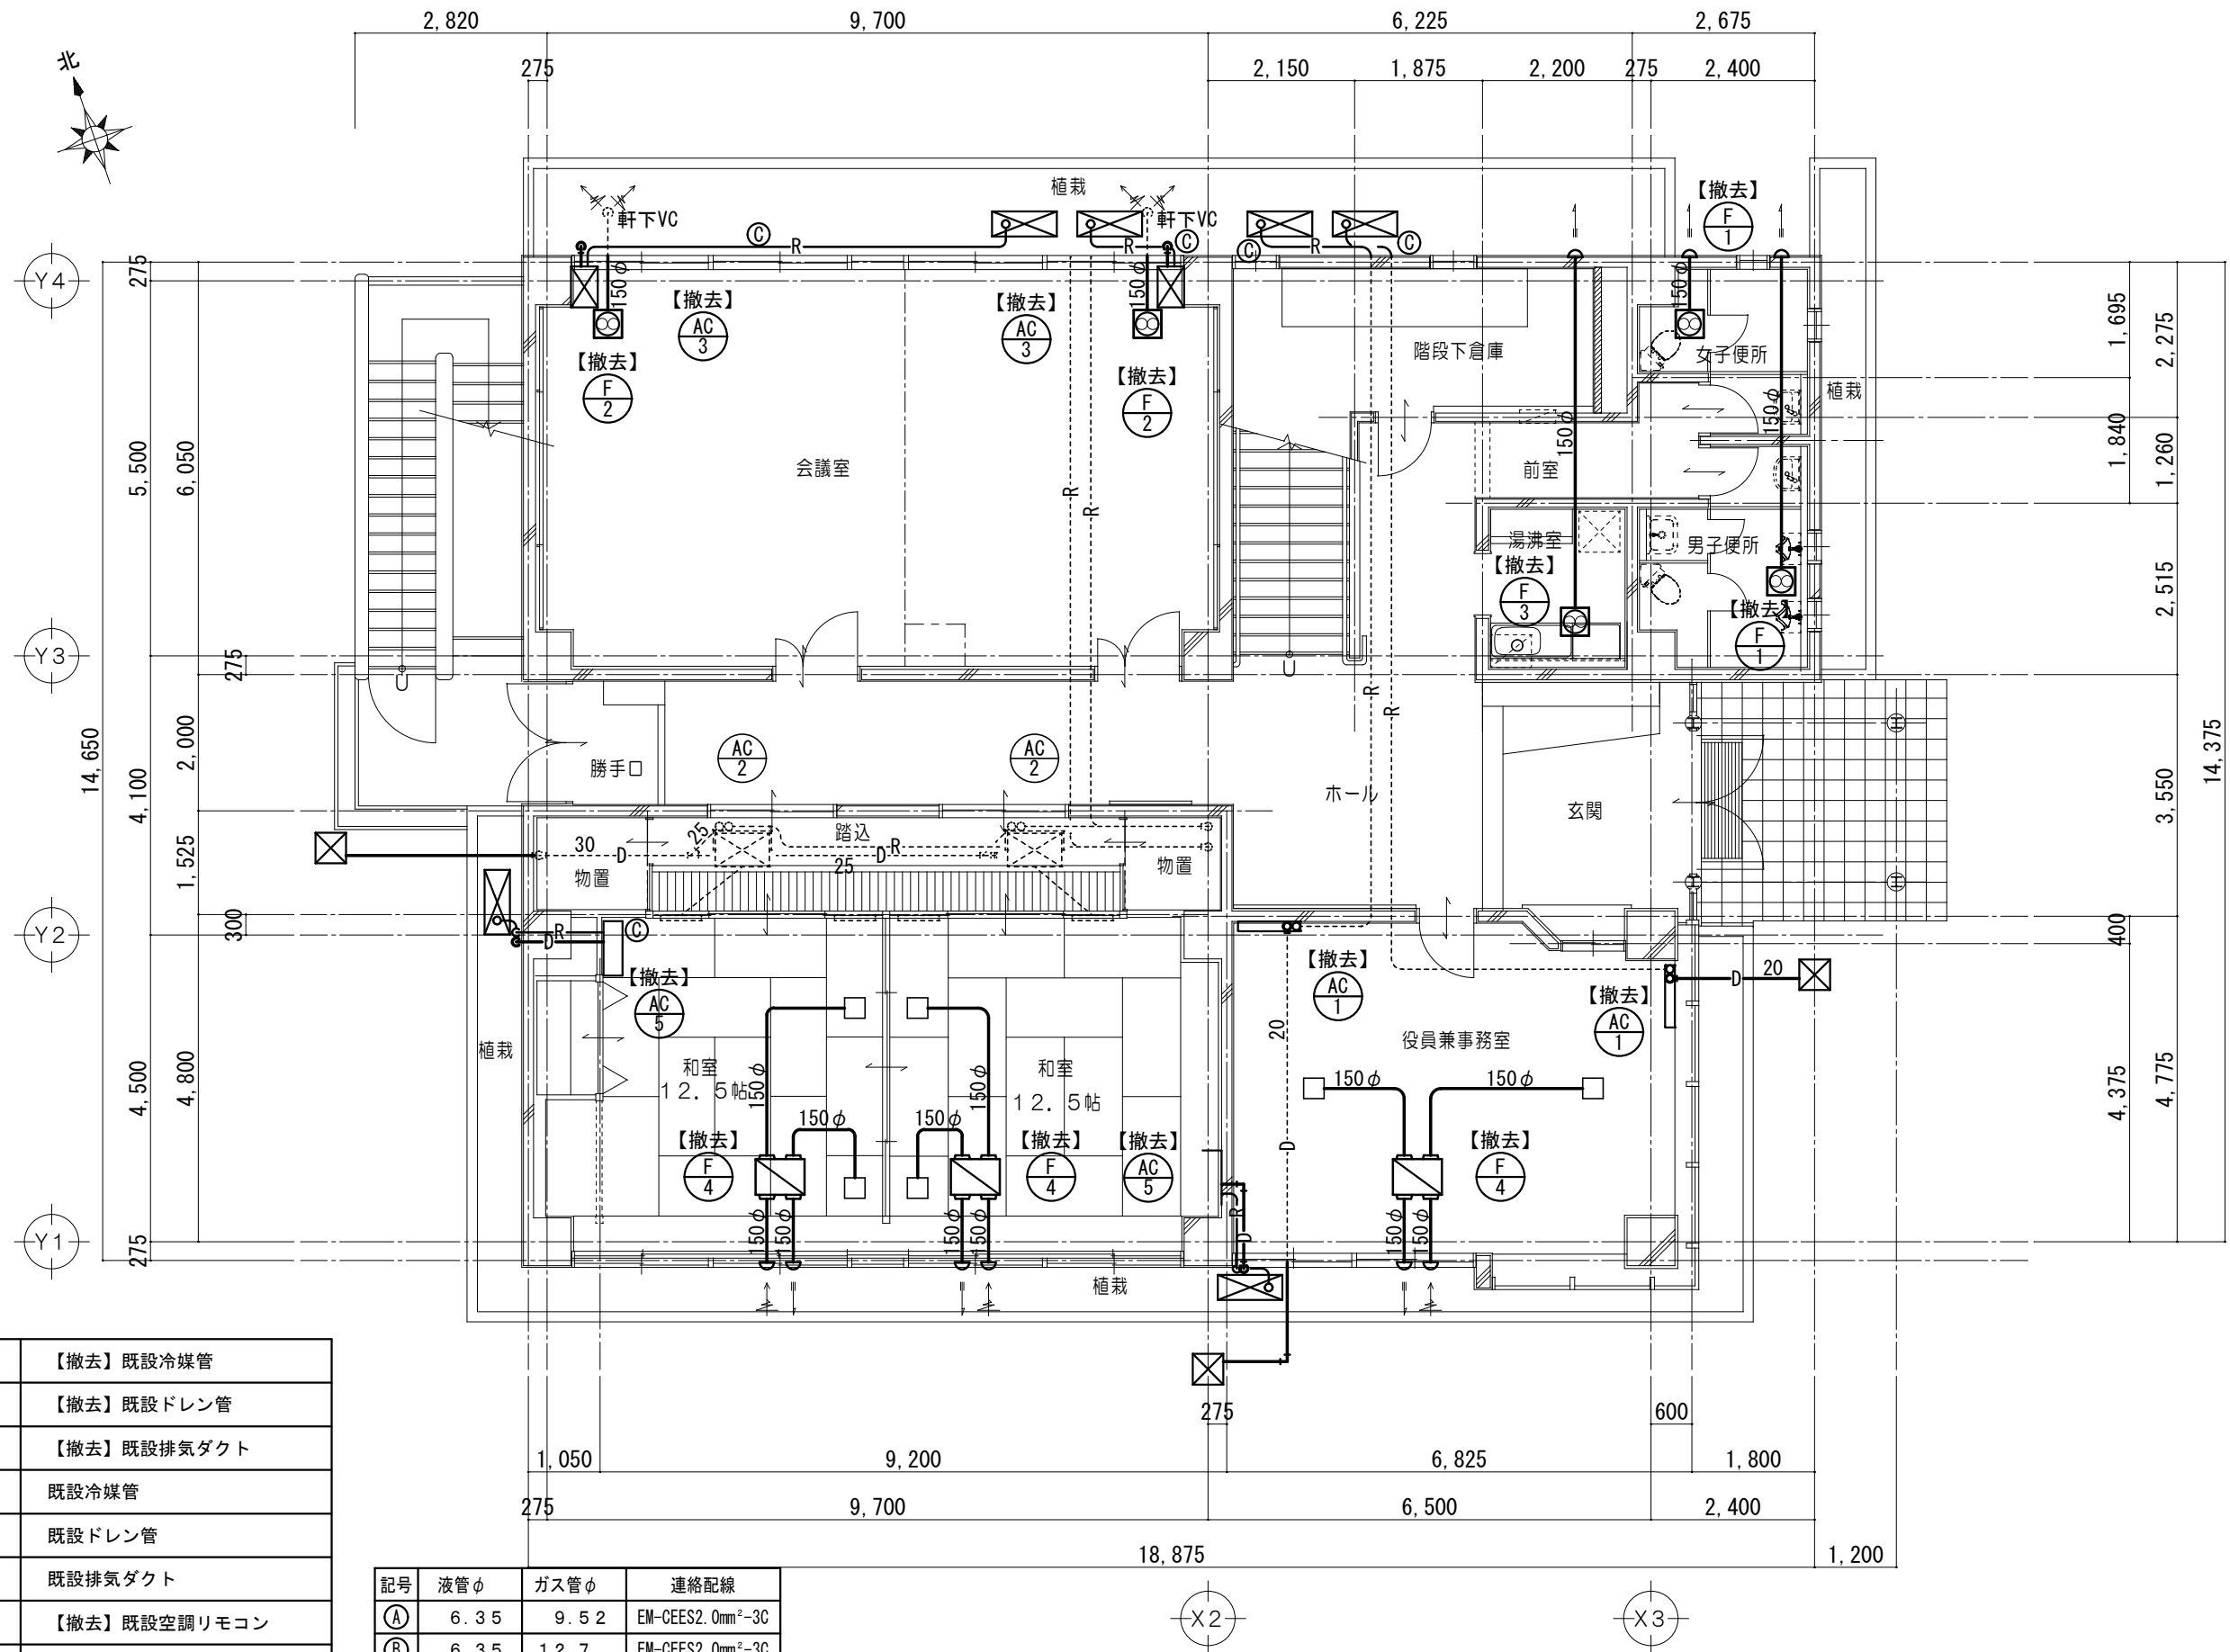 2,820
9,700
6,225
2,675
275
2,150
1,875
2,200
275
2,400
北
植栽
【撤去】
F
1
軒下VC
軒下VC
C
R
R
C
C
R
C
Y4
275
150φ
【撤去】
AC
3
【撤去】
AC
3
150φ
150φ
1,695
2,275
【撤去】
F
2
【撤去】
F
2
階段下倉庫
女子便所
植栽
5,500
6,050
会議室
R
R
150φ
前室
150φ
1,840
1,260
湯沸室
男子便所
【撤去】
F
3
【撤去】
F
1
2,515
Y3
275
R
R
14,650
4,100
2,000
勝手口
AC
2
AC
2
ホール
玄関
3,550
14,375
1,525
30
D
25
踏込
R
D
25
物置
物置
Y2
300
R
D
C
400
【撤去】
AC
5
【撤去】
AC
1
【撤去】
AC
1
D
20
植栽
4,500
4,800
和室
12.5帖
150φ
150φ
和室
12.5帖
20
役員兼事務室
150φ
150φ
4,375
4,775
150φ
150φ
【撤去】
F
4
【撤去】
F
4
【撤去】
AC
5
D
【撤去】
F
4
Y1
275
150φ
150φ
150φ
150φ
R
D
150φ
150φ
植栽
【撤去】既設冷媒管
【撤去】既設ドレン管
【撤去】既設排気ダクト
既設冷媒管
既設ドレン管
既設排気ダクト
【撤去】既設空調リモコン
275
600
1,050
9,200
6,825
1,800
275
9,700
6,500
2,400
18,875
1,200
記号 液管φ ガス管φ 連絡配線
A 6.35 9.52 EM-CEES2.0mm²-3C
B 6.35 12.7 EM-CEES2.0mm²-3C
X2
X3